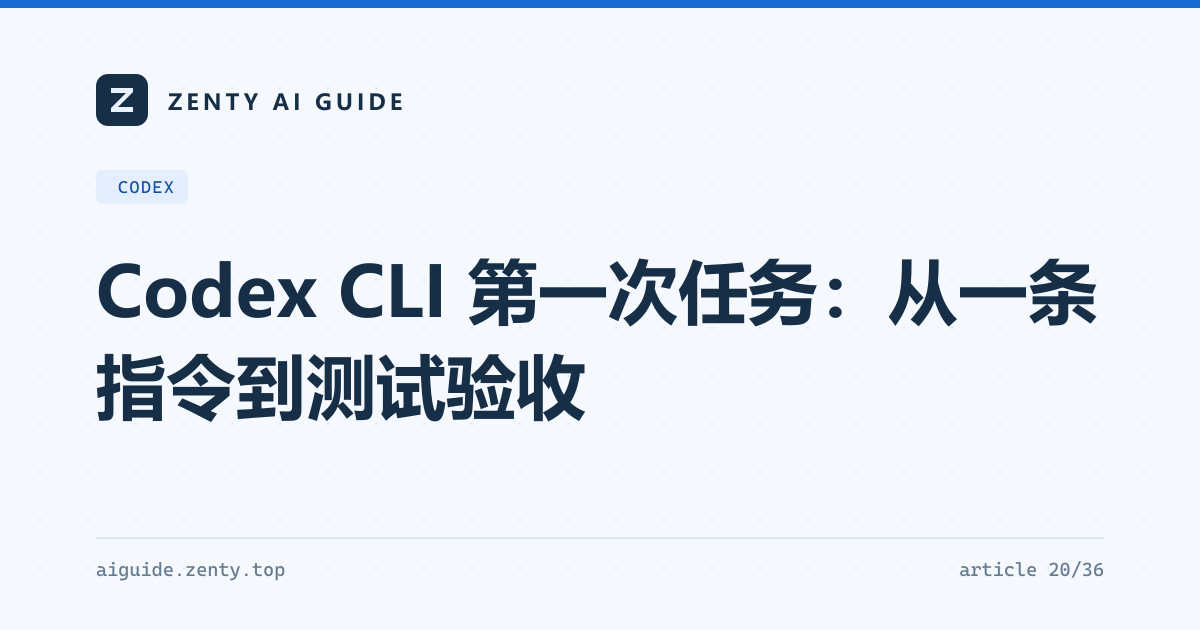 Z
ZENTY AI GUIDE
CODEX
Codex CLI 第一次任务：从一条
指令到测试验收
aiguide.zenty.top
article 20/36